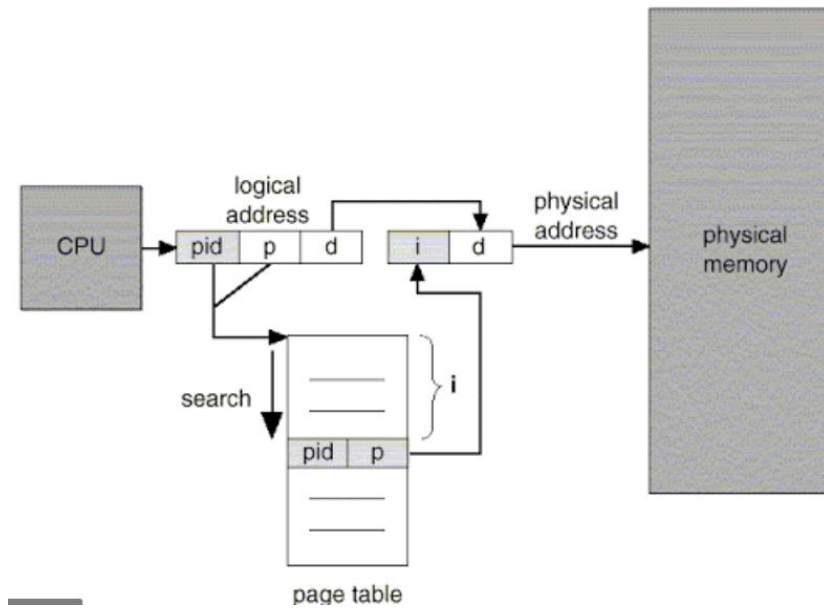 CPU
logical
address
pid p d
i d
physical
address
physical
memory
search
i
pid p
page table